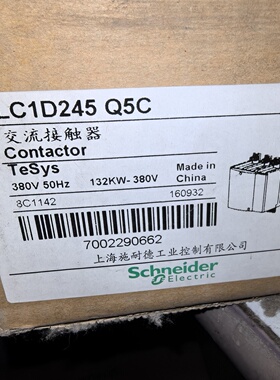 LC1D245 Q5C
交流接触器
Contactor
TeSys
Made in
China
380V 50Hz 132KW- 380V
3C1142 160932
7002290662
上海施耐德工业控制有限公司
Schneider
Electric